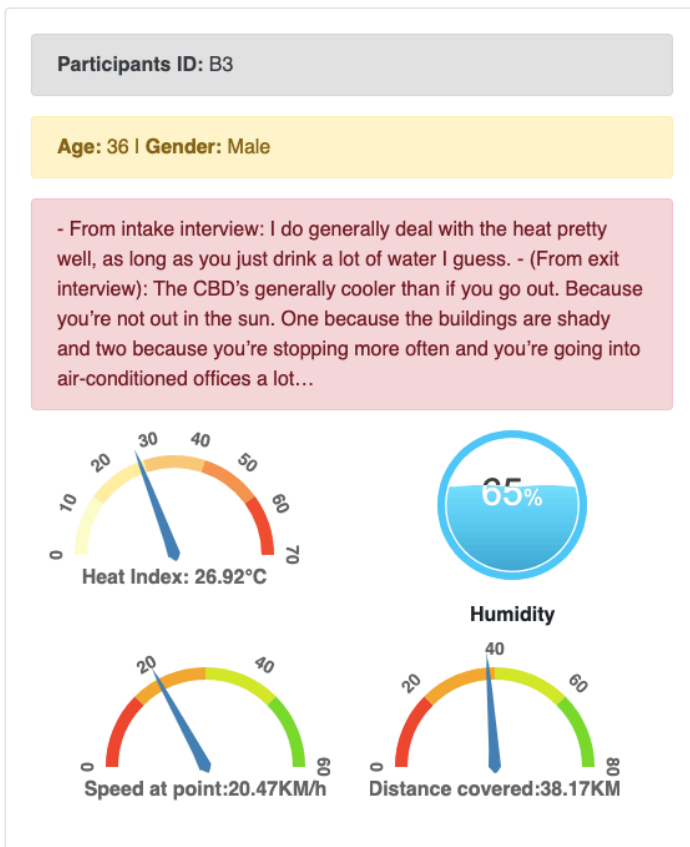 Participants ID: B3
Age: 36 I Gender: Male
- From intake interview: I do generally deal with the heat pretty
well, as long as you just drink a lot of water I guess. - (From exit
interview): The CBD’s generally cooler than if you go out. Because
you’re not out in the sun. One because the buildings are shady
and two because you’re stopping more often and you’re going into
air-conditioned offices a lot…
0 10 20 30 40 50 60 70
Heat Index: 26.92°C
65%
Humidity
0 20 40 60
Speed at point:20.47KM/h
0 20 40 60 80
Distance covered:38.17KM